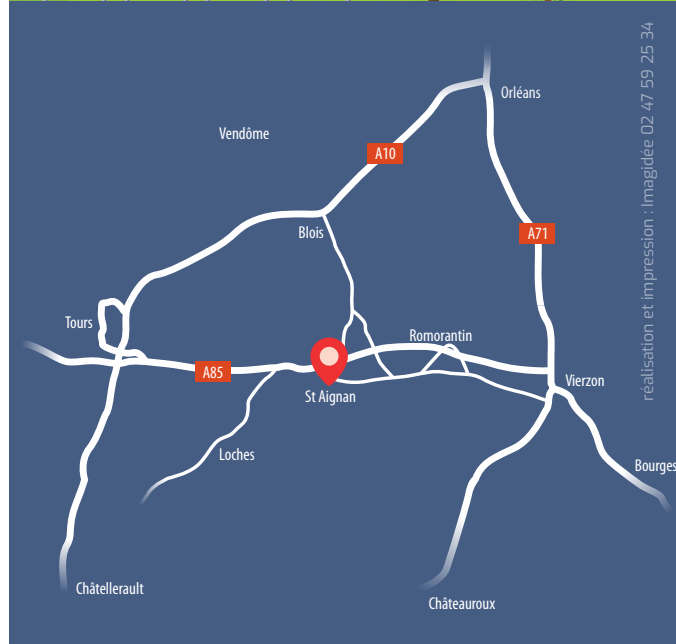 Orléans
Vendôme
A10
A71
Blois
Tours
Romorantin
A85
Vierzon
St Aignan
Loches
Bourges
Châtellerault
Châteauroux
réalisation et impression : Imagidée 02 47 59 25 34